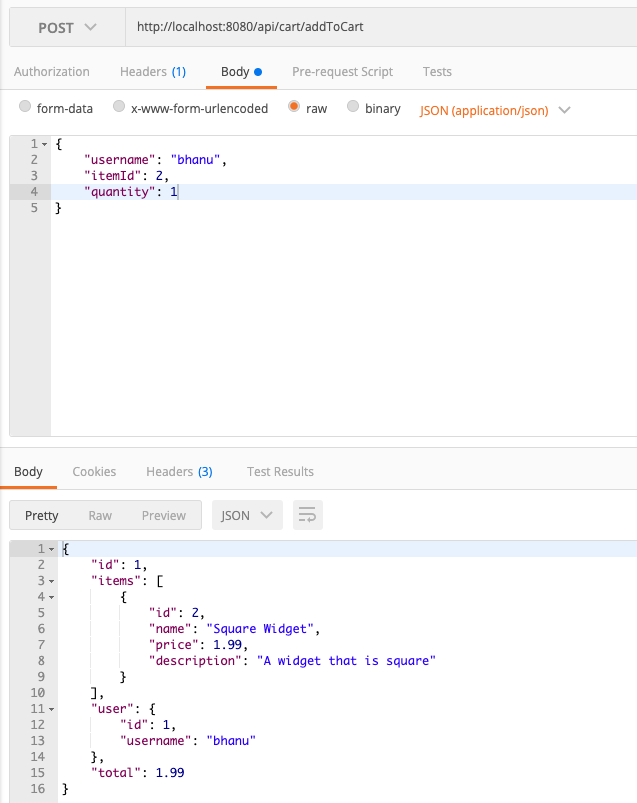 POST http://localhost:8080/api/cart/addToCart
Authorization Headers (1) Body Pre-request Script Tests
form-data x-www-form-urlencoded raw binary JSON (application/json)
1 {
2 "username": "bhanu",
3 "itemId": 2,
4 "quantity": 1
5 }
Body Cookies Headers (3) Test Results
Pretty Raw Preview JSON
1 {
2 "id": 1,
3 "items": [
4 {
5 "id": 2,
6 "name": "Square Widget",
7 "price": 1.99,
8 "description": "A widget that is square"
9 }
10 ],
11 "user": {
12 "id": 1,
13 "username": "bhanu"
14 },
15 "total": 1.99
16 }